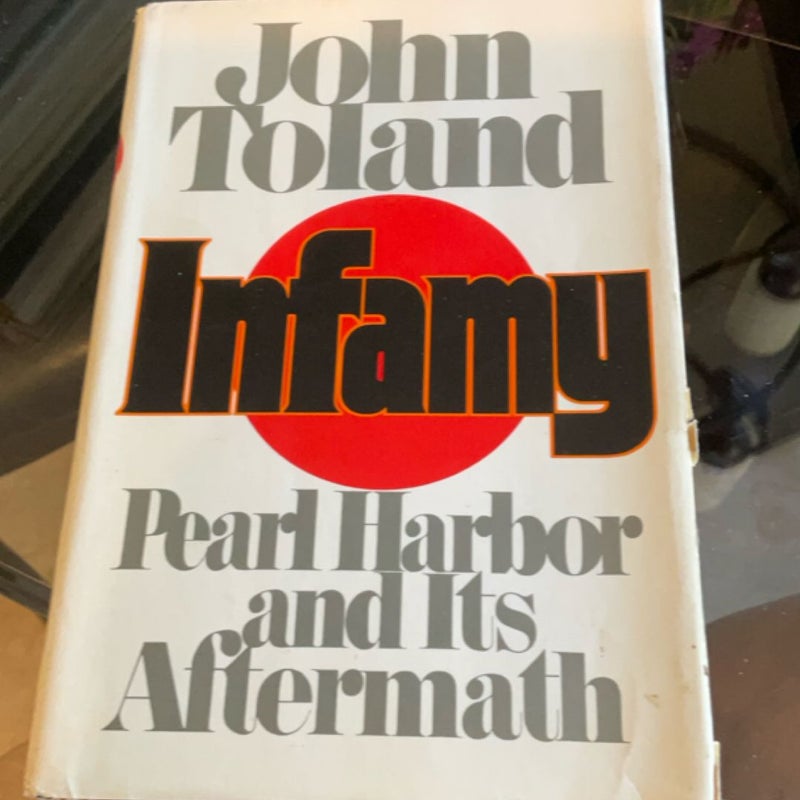 John
Toland
Infamy
Pearl Harbor
and Its
Aftermath